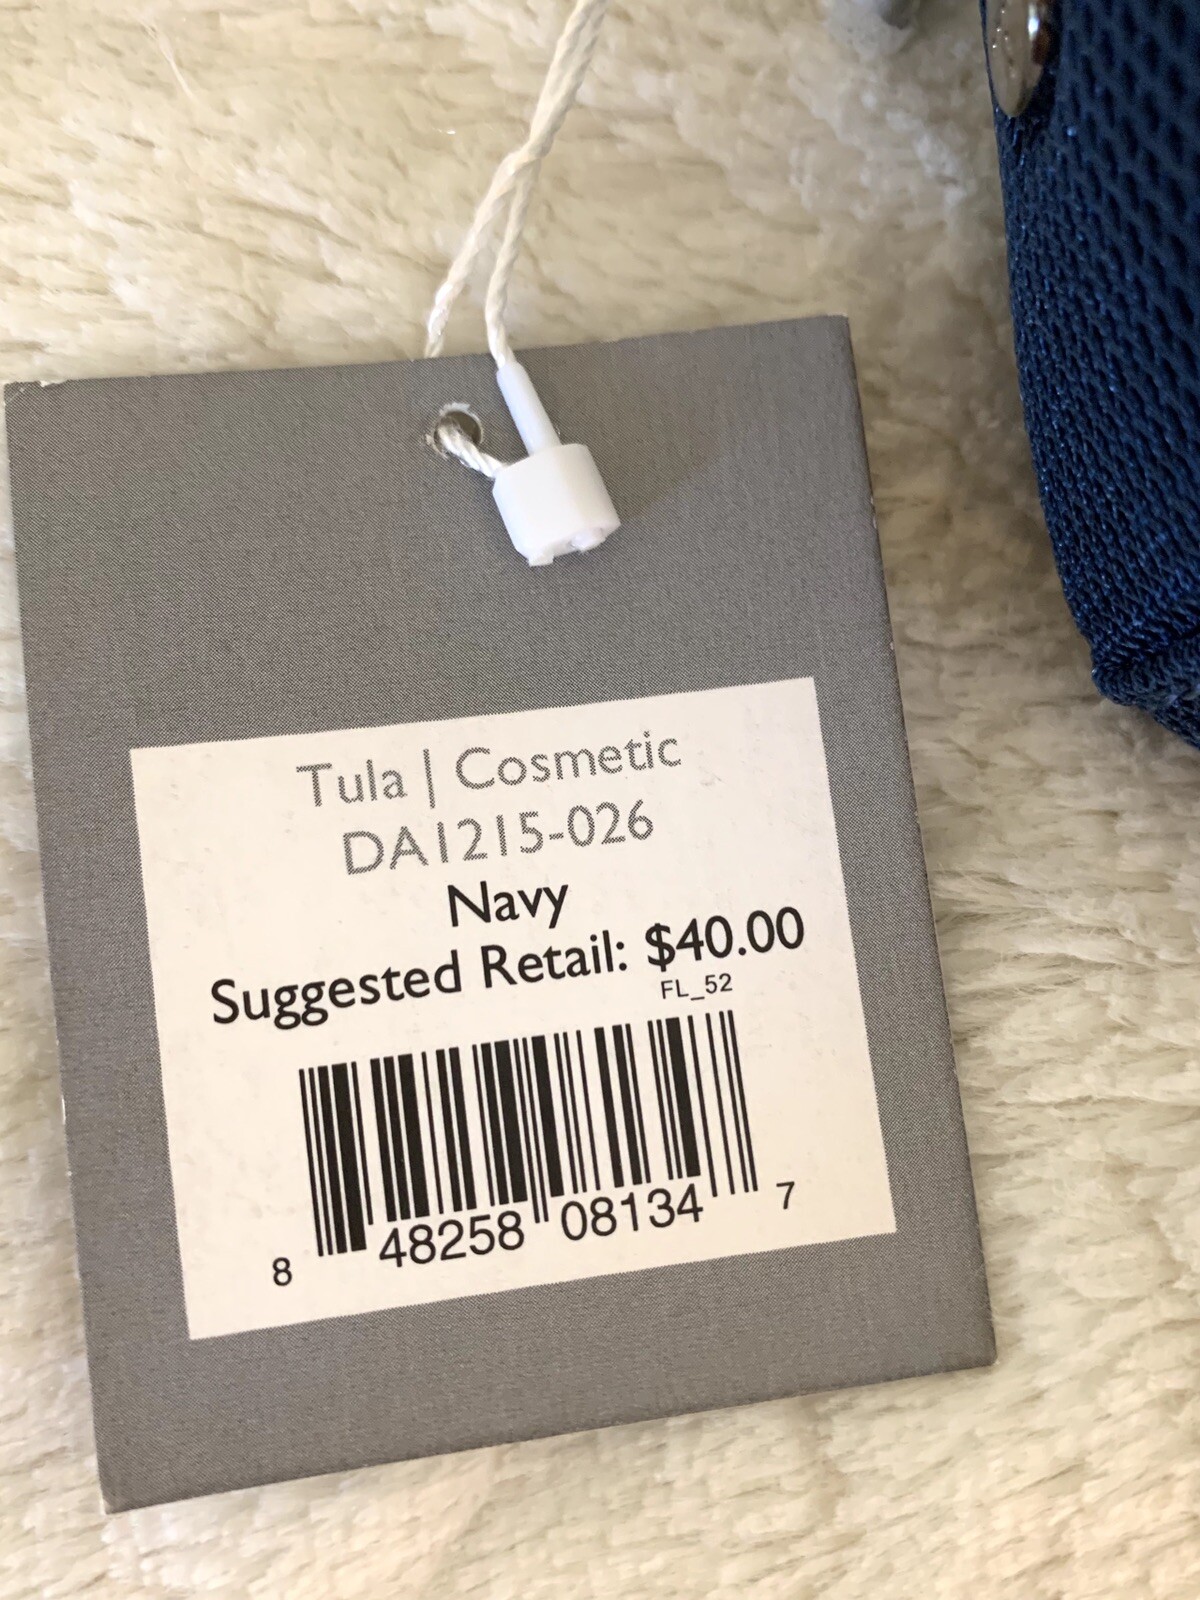 Tula | Cosmetic
DA1215-026
Navy
Suggested Retail: $40.00
FL_52
8 48258 08134 7